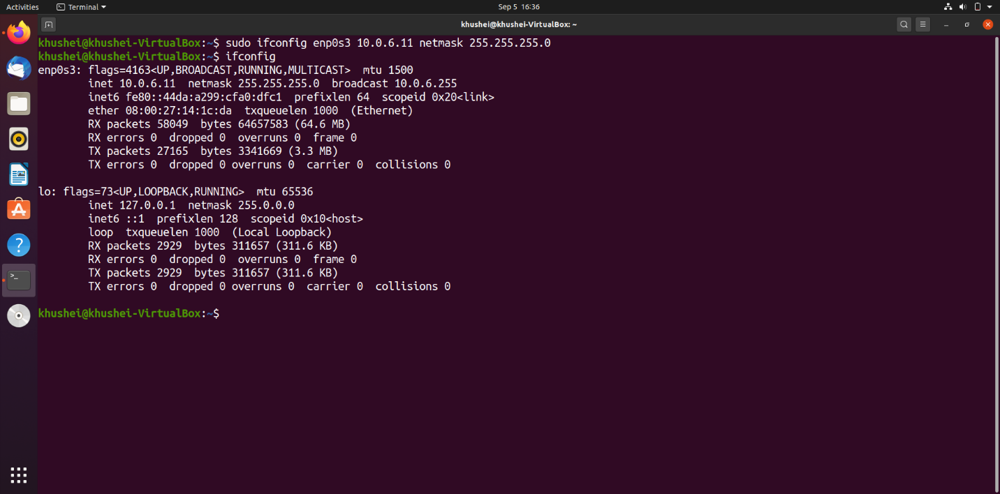 Activities Terminal Sep 5 16:36
khushei@khushei-VirtualBox: ~
khushei@khushei-VirtualBox:~$ sudo ifconfig enp0s3 10.0.6.11 netmask 255.255.255.0
khushei@khushei-VirtualBox:~$ ifconfig
enp0s3: flags=4163<UP,BROADCAST,RUNNING,MULTICAST>  mtu 1500
        inet 10.0.6.11  netmask 255.255.255.0  broadcast 10.0.6.255
        inet6 fe80::44da:a299:cfa0:dfc1  prefixlen 64  scopeid 0x20<link>
        ether 08:00:27:14:1c:da  txqueuelen 1000  (Ethernet)
        RX packets 58049  bytes 64657583 (64.6 MB)
        RX errors 0  dropped 0  overruns 0  frame 0
        TX packets 27165  bytes 3341669 (3.3 MB)
        TX errors 0  dropped 0 overruns 0  carrier 0  collisions 0

lo: flags=73<UP,LOOPBACK,RUNNING>  mtu 65536
        inet 127.0.0.1  netmask 255.0.0.0
        inet6 ::1  prefixlen 128  scopeid 0x10<host>
        loop  txqueuelen 1000  (Local Loopback)
        RX packets 2929  bytes 311657 (311.6 KB)
        RX errors 0  dropped 0  overruns 0  frame 0
        TX packets 2929  bytes 311657 (311.6 KB)
        TX errors 0  dropped 0 overruns 0  carrier 0  collisions 0

khushei@khushei-VirtualBox:~$